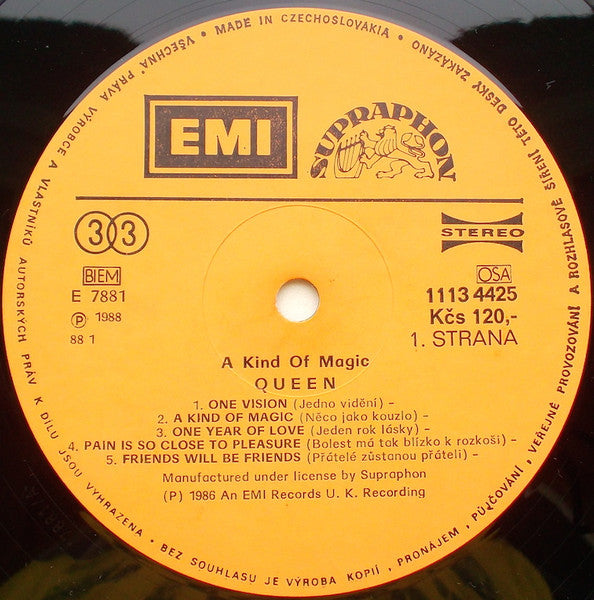 VŠECHNA PRÁVA VÝROBCE A VLASTNÍKŮ AUTORSKÝCH PRÁV K DÍLU JSOU VYHRAZENA • BEZ SOUHLASU JE VÝROBA KOPIÍ, PRONÁJEM, PŮJČOVÁNÍ, VEŘEJNÉ PROVOZOVÁNÍ A ROZHLASOVÉ ŠÍŘENÍ TÉTO DESKY ZAKÁZÁNO • MADE IN CZECHOSLOVAKIA •
EMI
SUPRAPHON
33
STEREO
BIEM
OSA
E 7881
1113 4425
Ⓟ 1988
Kčs 120,-
88 1
1. STRANA
A Kind Of Magic
QUEEN
1. ONE VISION (Jedno vidění) –
2. A KIND OF MAGIC (Něco jako kouzlo) –
3. ONE YEAR OF LOVE (Jeden rok lásky) –
4. PAIN IS SO CLOSE TO PLEASURE (Bolest má tak blízko k rozkoši) –
5. FRIENDS WILL BE FRIENDS (Přátelé zůstanou přáteli) –
Manufactured under license by Supraphon
(P) 1986 An EMI Records U. K. Recording